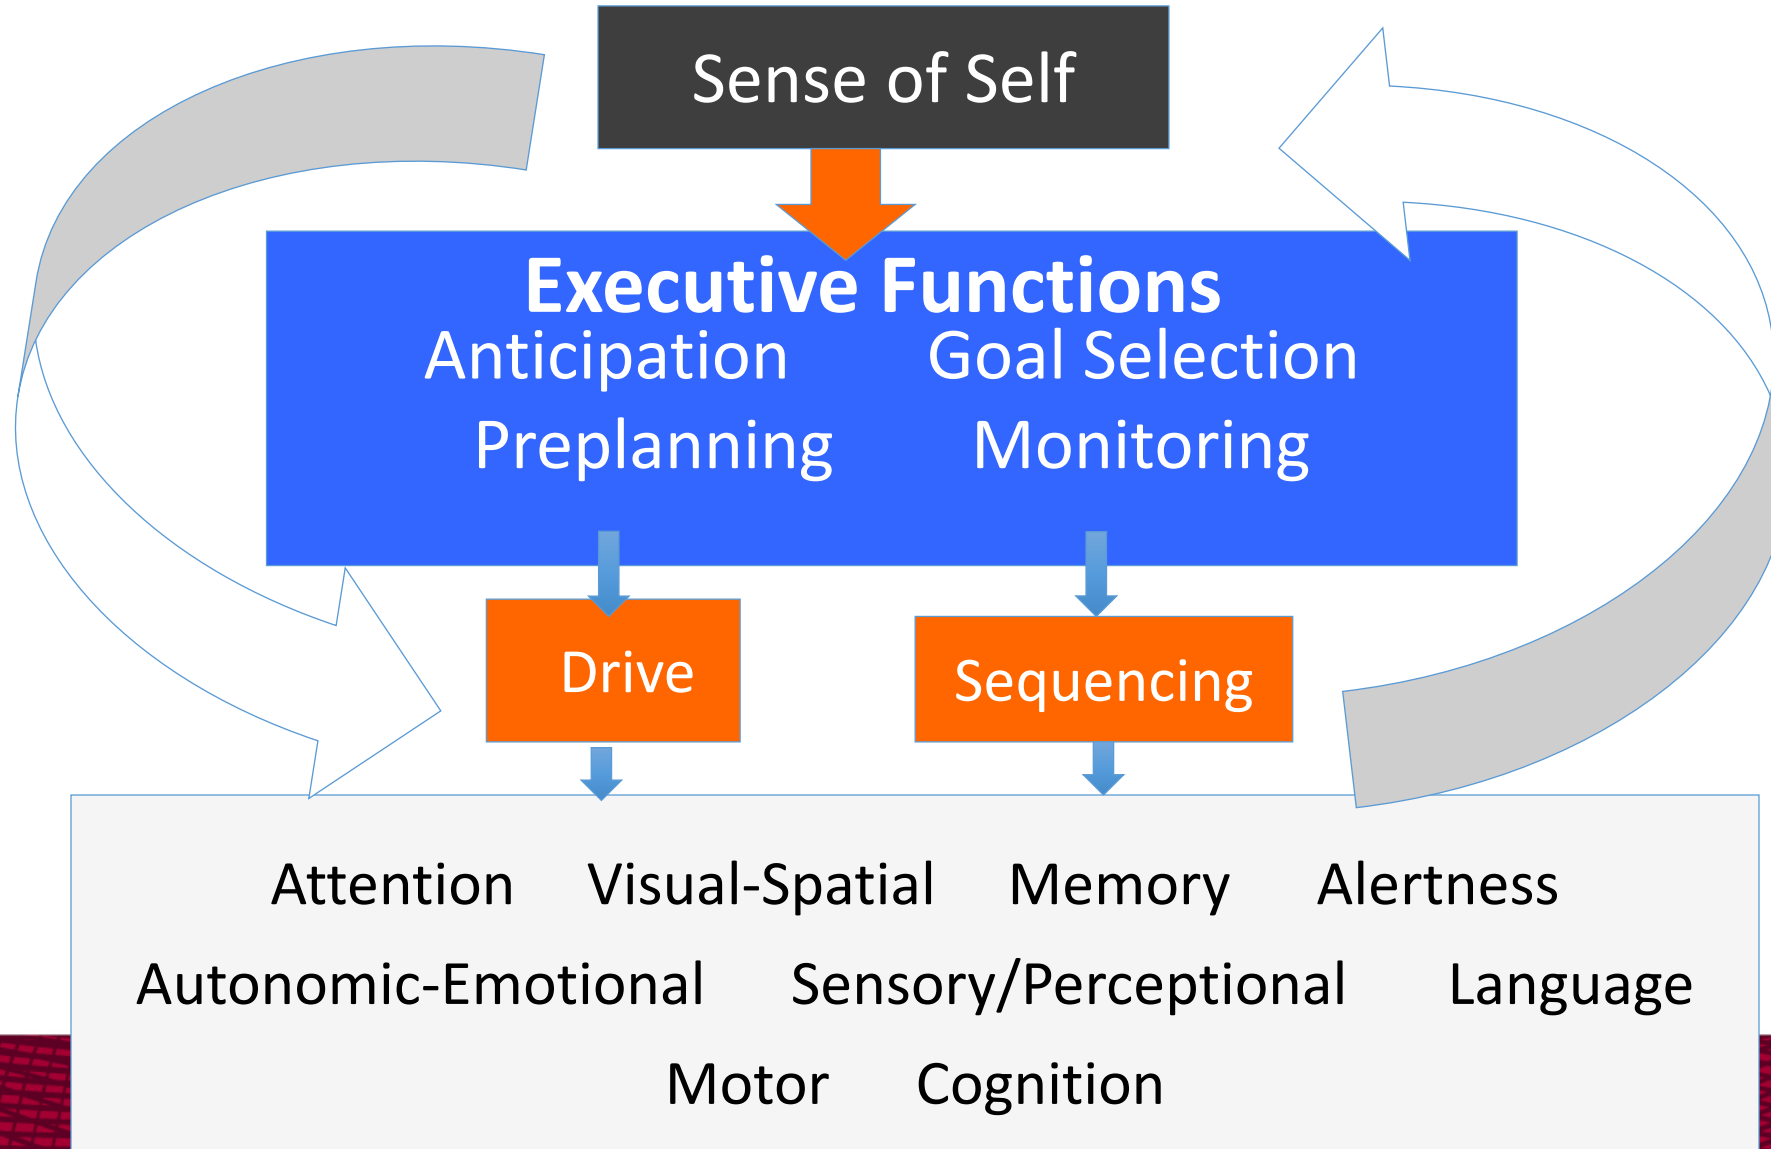 Sense of Self
Executive Functions
Anticipation Goal Selection
Preplanning Monitoring
Drive
Sequencing
Attention Visual-Spatial Memory Alertness
Autonomic-Emotional Sensory/Perceptional Language
Motor Cognition